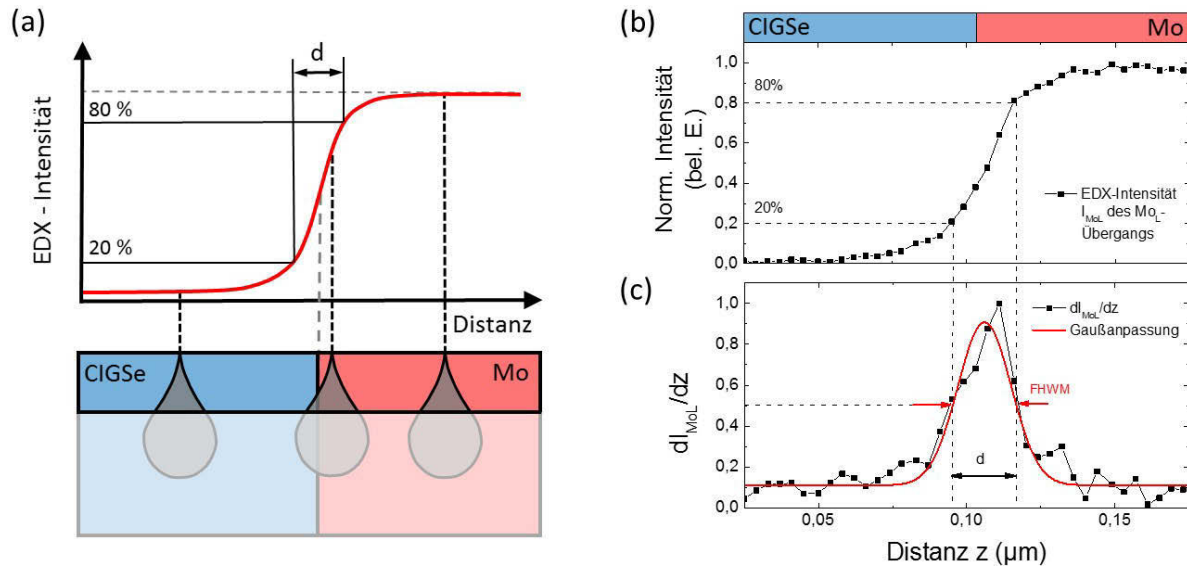 (a)
d
80 %
20 %
EDX - Intensität
Distanz
CIGSe
Mo
(b)
CIGSe
Mo
1,0
0,8
0,6
0,4
0,2
0,0
80%
20%
Norm. Intensität
(bel. E.)
EDX-Intensität
I_MoL des Mo_L-
Übergangs
(c)
1,0
0,8
0,6
0,4
0,2
0,0
dI_MoL/dz
dI_MoL/dz
Gaußanpassung
FHWM
d
0,05
0,10
0,15
Distanz z (µm)